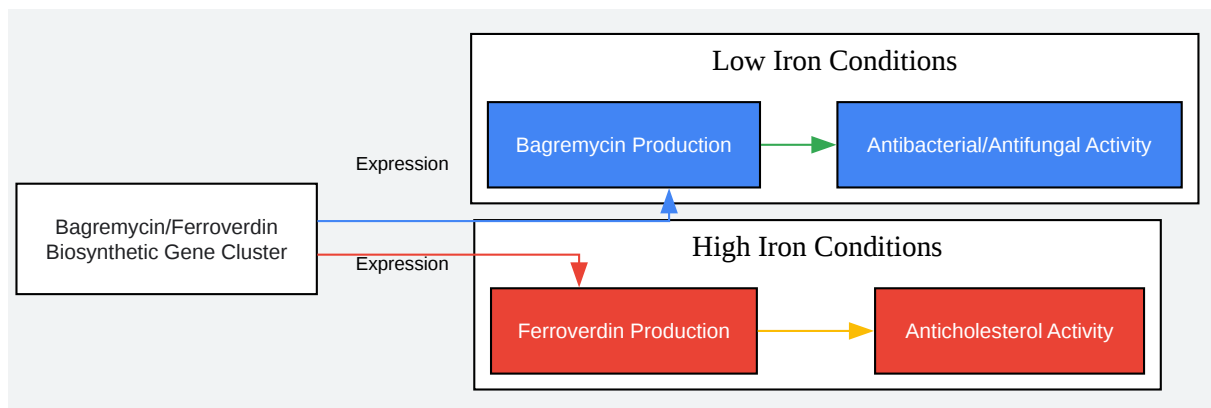 Low Iron Conditions
Bagremycin Production
Antibacterial/Antifungal Activity
Expression
Bagremycin/Ferroverdin
Biosynthetic Gene Cluster
High Iron Conditions
Expression
Ferroverdin Production
Anticholesterol Activity